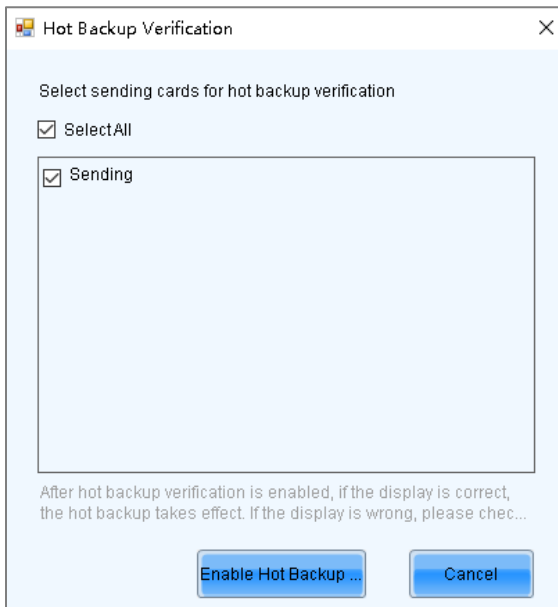 Hot Backup Verification
Select sending cards for hot backup verification
Select All
Sending
After hot backup verification is enabled, if the display is correct,
the hot backup takes effect. If the display is wrong, please chec...
Enable Hot Backup ...
Cancel